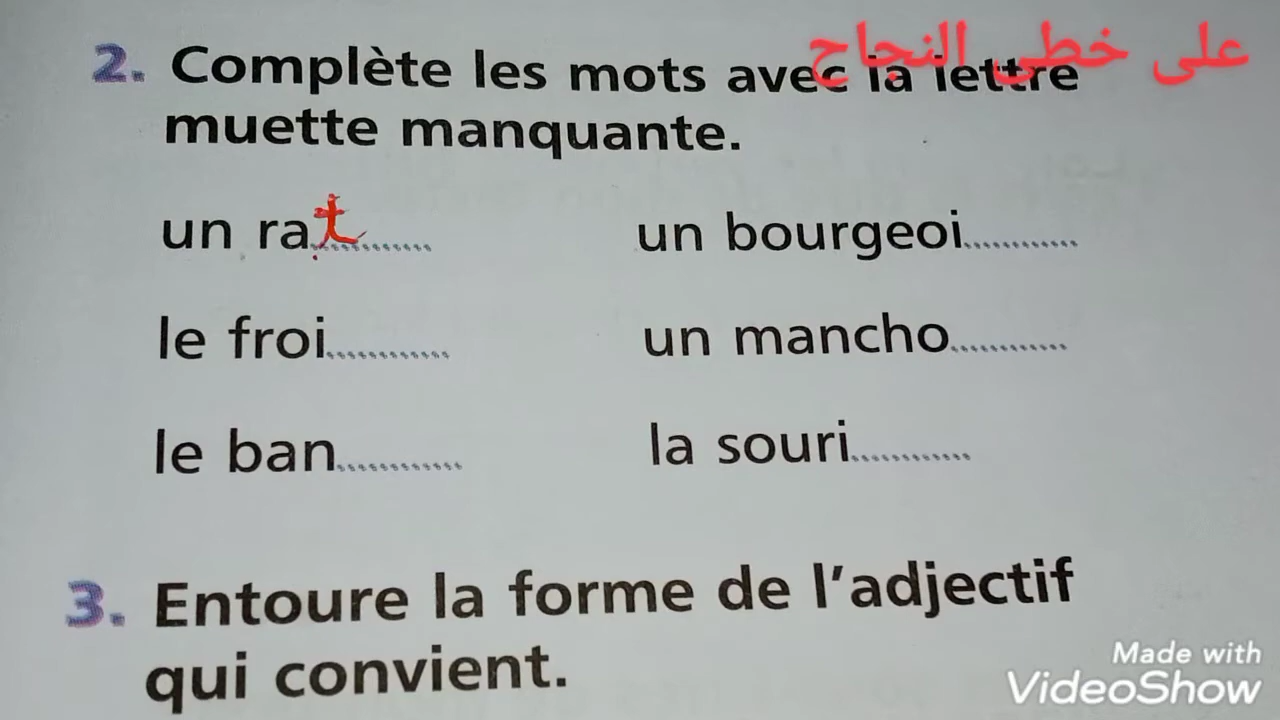 على خطى النجاح
2. Complète les mots avec la lettre
muette manquante.
un rat............ un bourgeoi............
le froi............ un mancho............
le ban............ la souri............
3. Entoure la forme de l'adjectif
qui convient.
Made with
VideoShow